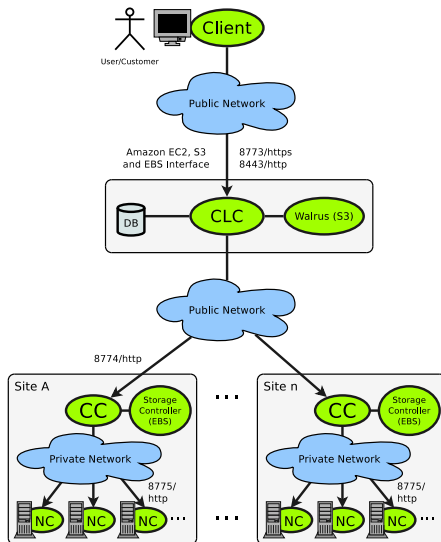 Client
User/Customer
Public Network
Amazon EC2, S3
and EBS Interface
8773/https
8443/http
DB
CLC
Walrus (S3)
Public Network
8774/http
Site A
CC
Storage
Controller
(EBS)
Private Network
8775/
http
NC
NC
NC
...
...
...
Site n
CC
Storage
Controller
(EBS)
Private Network
8775/
http
NC
NC
NC
...